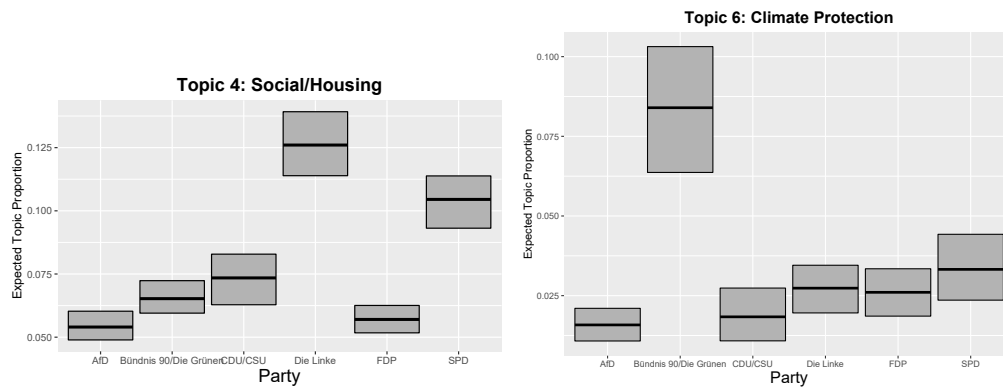 Topic 4: Social/Housing
Expected Topic Proportion
0.125
0.100
0.075
0.050
AfD Bündnis 90/Die Grünen CDU/CSU Die Linke FDP SPD
Party
Topic 6: Climate Protection
Expected Topic Proportion
0.100
0.075
0.050
0.025
AfD Bündnis 90/Die Grünen CDU/CSU Die Linke FDP SPD
Party